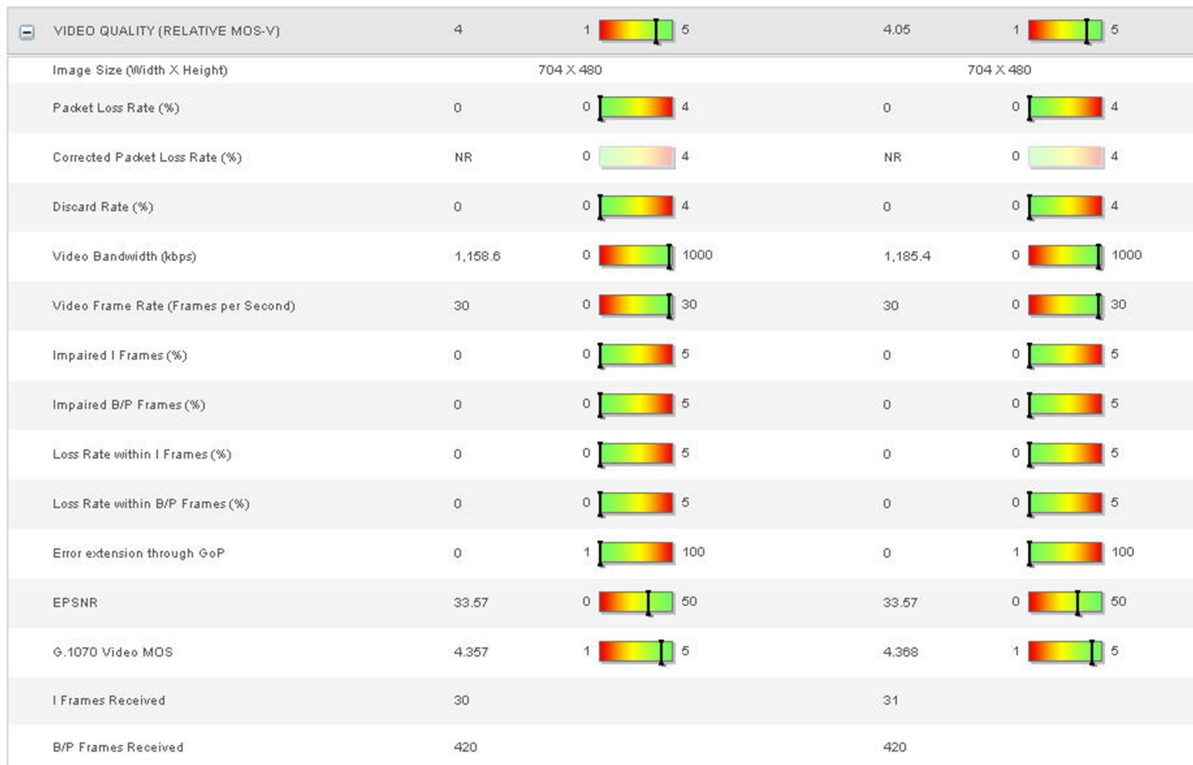 VIDEO QUALITY (RELATIVE MOS-V) 4 1 5 4.05 1 5
Image Size (Width X Height) 704 X 480 704 X 480
Packet Loss Rate (%) 0 0 4 0 0 4
Corrected Packet Loss Rate (%) NR 0 4 NR 0 4
Discard Rate (%) 0 0 4 0 0 4
Video Bandwidth (kbps) 1,158.6 0 1000 1,185.4 0 1000
Video Frame Rate (Frames per Second) 30 0 30 30 0 30
Impaired I Frames (%) 0 0 5 0 0 5
Impaired B/P Frames (%) 0 0 5 0 0 5
Loss Rate within I Frames (%) 0 0 5 0 0 5
Loss Rate within B/P Frames (%) 0 0 5 0 0 5
Error extension through GoP 0 1 100 0 1 100
EPSNR 33.57 0 50 33.57 0 50
G.1070 Video MOS 4.357 1 5 4.368 1 5
I Frames Received 30 31
B/P Frames Received 420 420